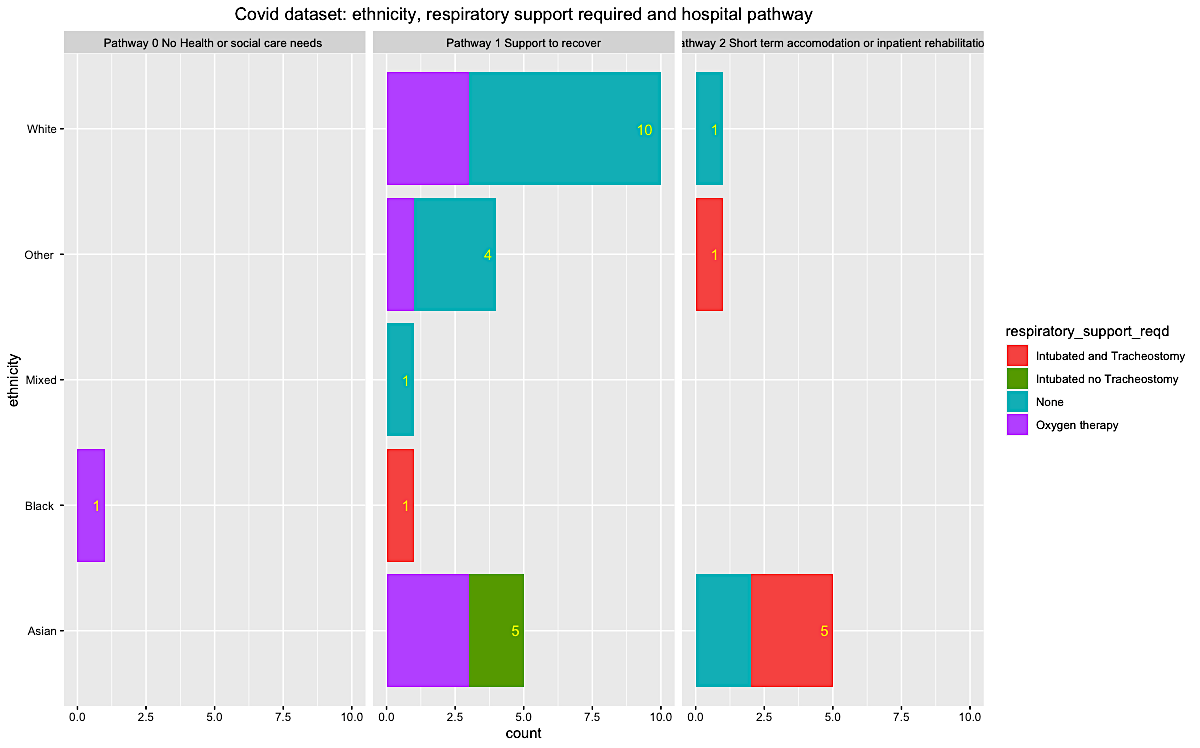 Covid dataset: ethnicity, respiratory support required and hospital pathway
Pathway 0 No Health or social care needs
Pathway 1 Support to recover
athway 2 Short term accomodation or inpatient rehabilitatio
ethnicity
White
10
1
Other
4
1
Mixed
1
Black
1
1
Asian
5
5
0.0 2.5 5.0 7.5 10.0
0.0 2.5 5.0 7.5 10.0
0.0 2.5 5.0 7.5 10.0
count
respiratory_support_reqd
Intubated and Tracheostomy
Intubated no Tracheostomy
None
Oxygen therapy